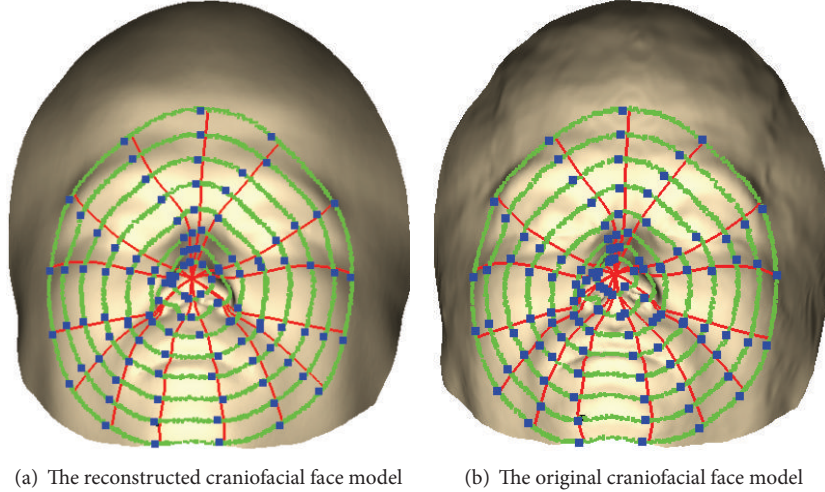 (a) The reconstructed craniofacial face model
(b) The original craniofacial face model